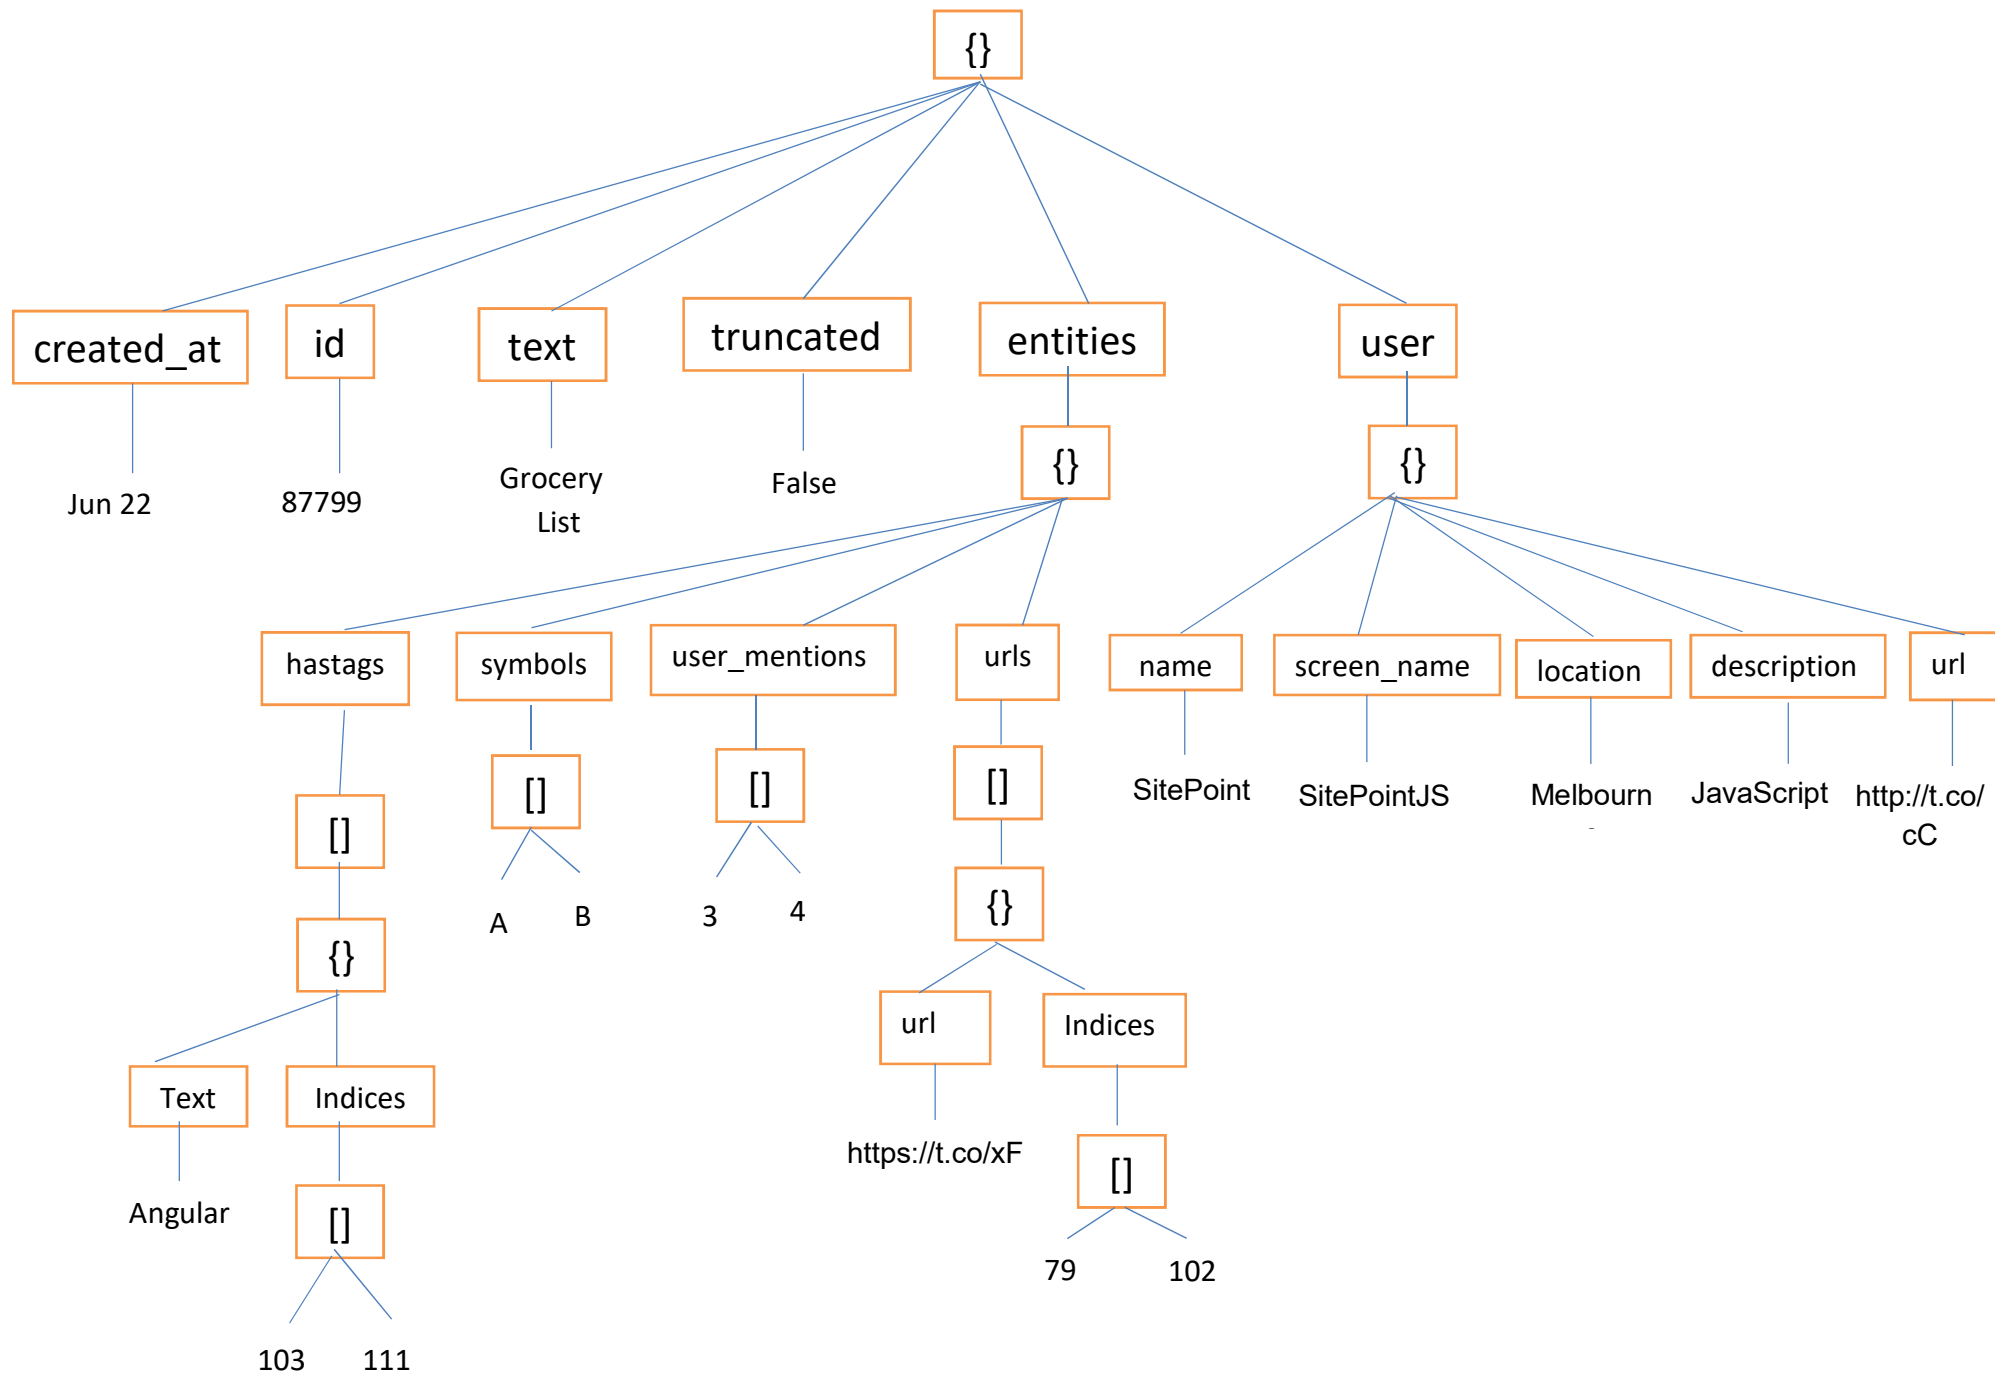 {}
created_at
id
text
truncated
entities
user
Jun 22
87799
Grocery
List
False
{}
{}
hastags
symbols
user_mentions
urls
name
screen_name
location
description
url
[]
[]
[]
[]
SitePoint
SitePointJS
Melbourn
JavaScript
http://t.co/
cC
{}
A
B
3
4
{}
Text
Indices
url
Indices
Angular
[]
https://t.co/xF
[]
103
111
79
102